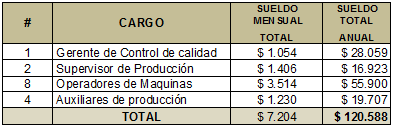 # CARGO SUELDO MENSUAL TOTAL SUELDO TOTAL ANUAL
1 Gerente de Control de calidad $ 1.054 $ 28.059
2 Supervisor de Producción $ 1.406 $ 16.923
8 Operadores de Maquinas $ 3.514 $ 55.900
4 Auxiliares de producción $ 1.230 $ 19.707
TOTAL $ 7.204 $ 120.588